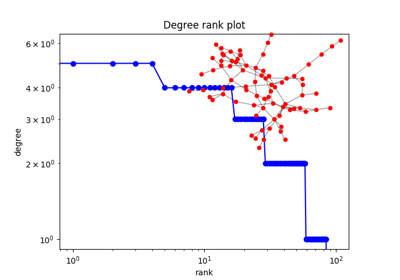 Degree rank plot
6 × 10⁰
4 × 10⁰
3 × 10⁰
2 × 10⁰
10⁰
degree
10⁰ 10¹ 10²
rank